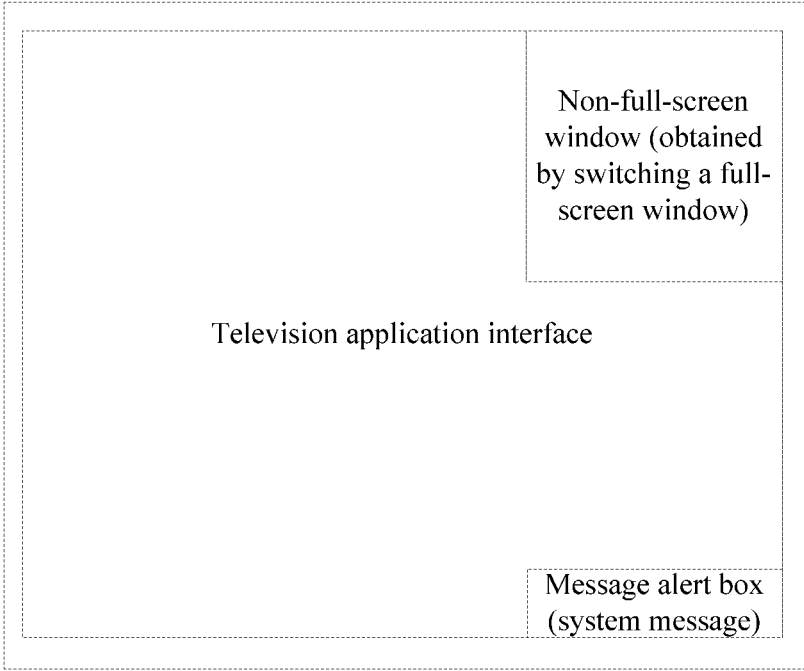 Non-full-screen
window (obtained
by switching a full-
screen window)
Television application interface
Message alert box
(system message)